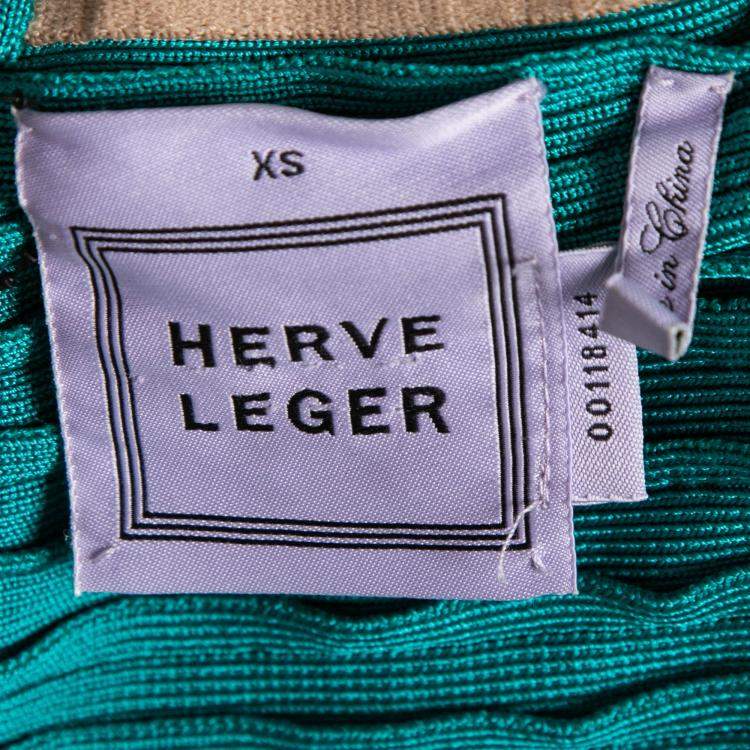 XS
HERVE
LEGER
00118414
in China